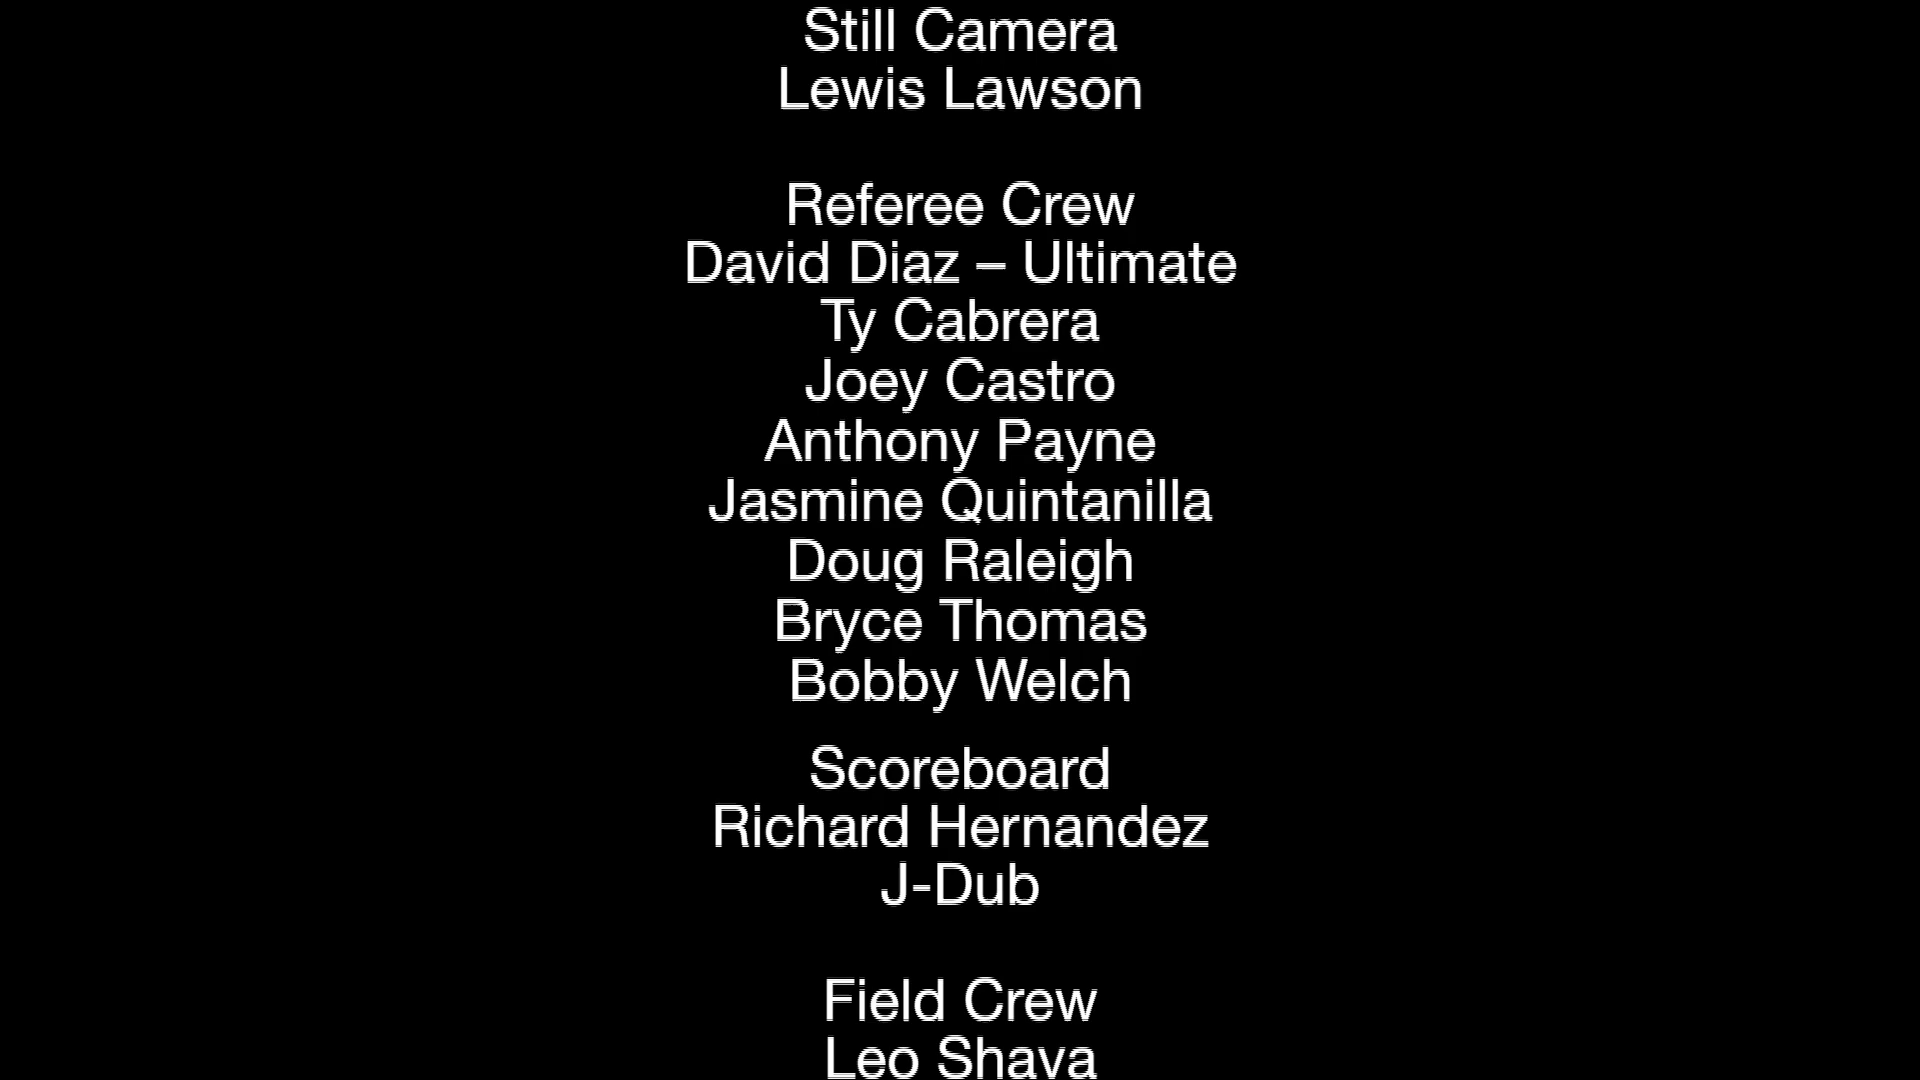 Still Camera
Lewis Lawson
Referee Crew
David Diaz – Ultimate
Ty Cabrera
Joey Castro
Anthony Payne
Jasmine Quintanilla
Doug Raleigh
Bryce Thomas
Bobby Welch
Scoreboard
Richard Hernandez
J-Dub
Field Crew
Leo Shava